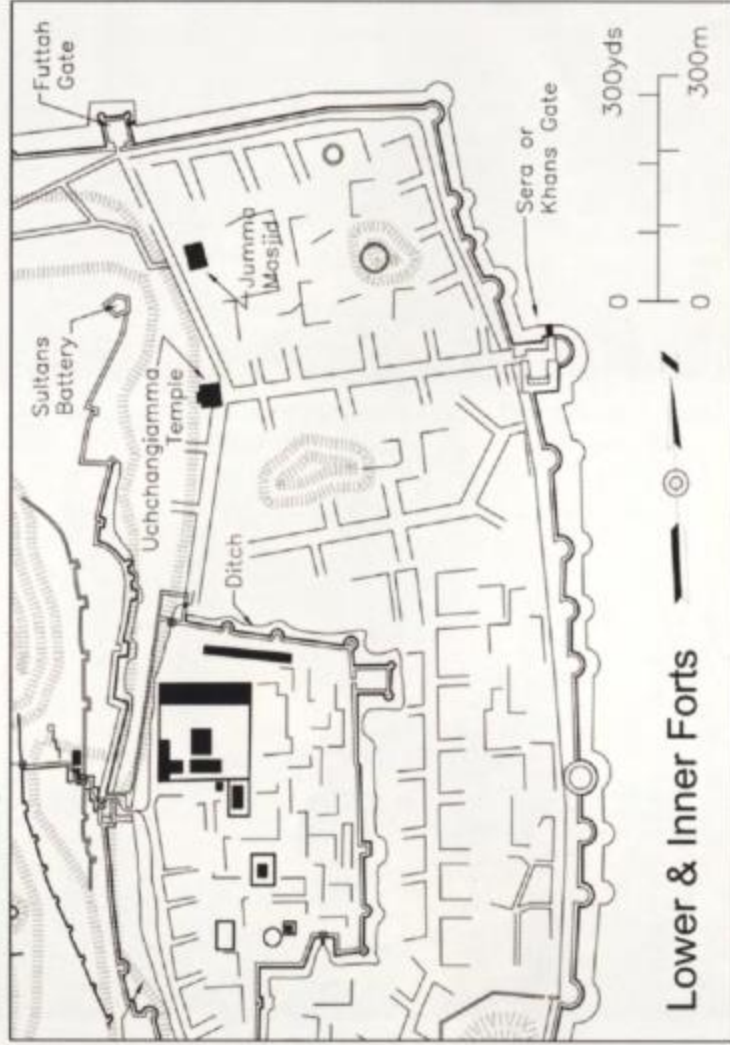 Futtah
Gate
Sultans
Battery
Jumma
Masjid
Uchchangiamma
Temple
Ditch
Sera or
Khans Gate
0 300yds
0 300m
Lower & Inner Forts